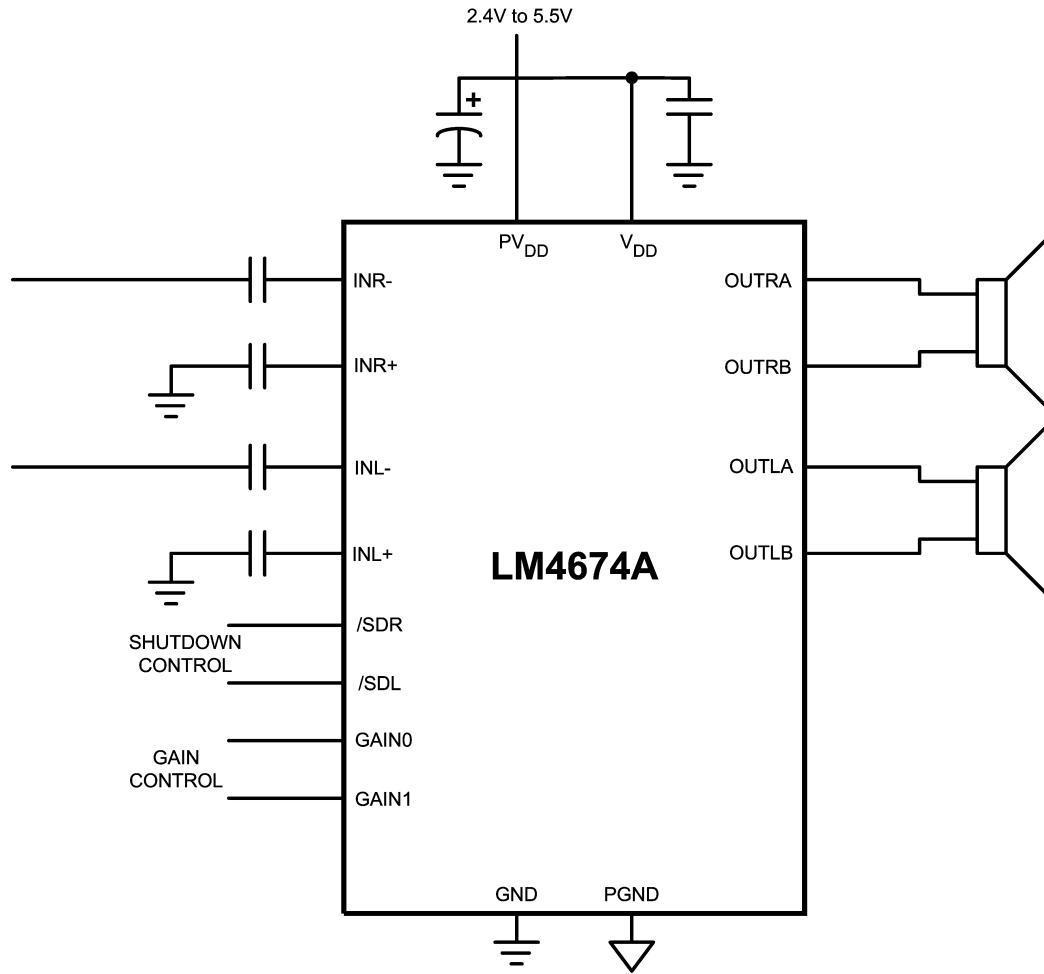 2.4V to 5.5V
+
PVDD
VDD
INR-
OUTRA
INR+
OUTRB
INL-
OUTLA
INL+
OUTLB
LM4674A
/SDR
SHUTDOWN
CONTROL
/SDL
GAIN0
GAIN
CONTROL
GAIN1
GND
PGND